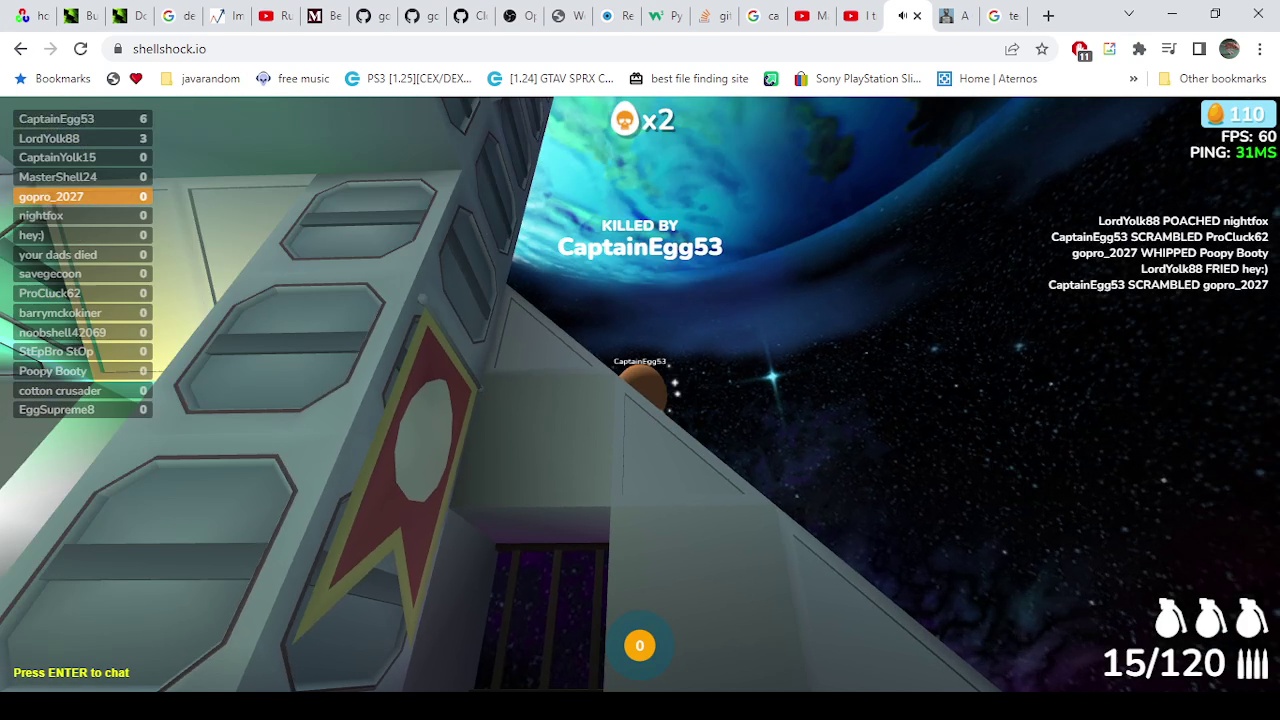 hc Bu Dc de Im Ru Be gc gc Cl Op W Re Py git ca M I t A te
shellshock.io
11
Bookmarks javarandom free music PS3 [1.25][CEX/DEX... [1.24] GTAV SPRX C... best file finding site Sony PlayStation Sli... Home | Aternos » Other bookmarks
CaptainEgg53 6
LordYolk88 3
CaptainYolk15 0
MasterShell24 0
gopro_2027 0
nightfox 0
hey:) 0
your dads died 0
savegecoon 0
ProCluck62 0
barrymckokiner 0
noobshell42069 0
StEpBro StOp 0
Poopy Booty 0
cotton crusader 0
EggSupreme8 0
x2
KILLED BY
CaptainEgg53
CaptainEgg53
110
FPS: 60
PING: 31MS
LordYolk88 POACHED nightfox
CaptainEgg53 SCRAMBLED ProCluck62
gopro_2027 WHIPPED Poopy Booty
LordYolk88 FRIED hey:)
CaptainEgg53 SCRAMBLED gopro_2027
0
15/120
Press ENTER to chat